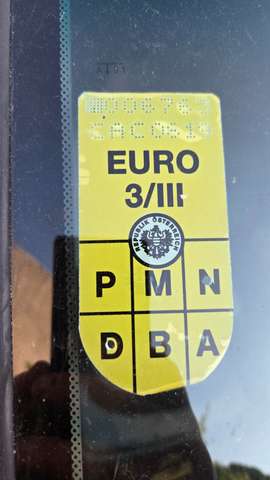 EURO
3/III
REPUBLIK ÖSTERREICH
P M N
D B A